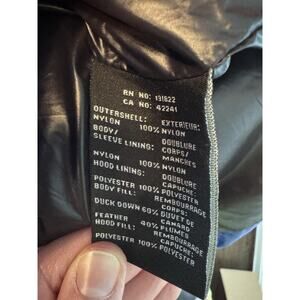 RN NO: 131822
CA NO: 42241
OUTERSHELL: EXTERIEUR:
NYLON 100% NYLON
BODY/ DOUBLURE
SLEEVE LINING: CORPS/
MANCHES
NYLON 100% NYLON
HOOD LINING: DOUBLURE
CAPUCHE:
POLYESTER 100% POLYESTER
BODY FILL: REMBOURRAGE
CORPS:
DUCK DOWN 60% DUVET DE
CANARD
FEATHER 40% PLUMES
HOOD FILL: REMBOURRAGE
CAPUCHE:
POLYESTER 100% POLYESTER